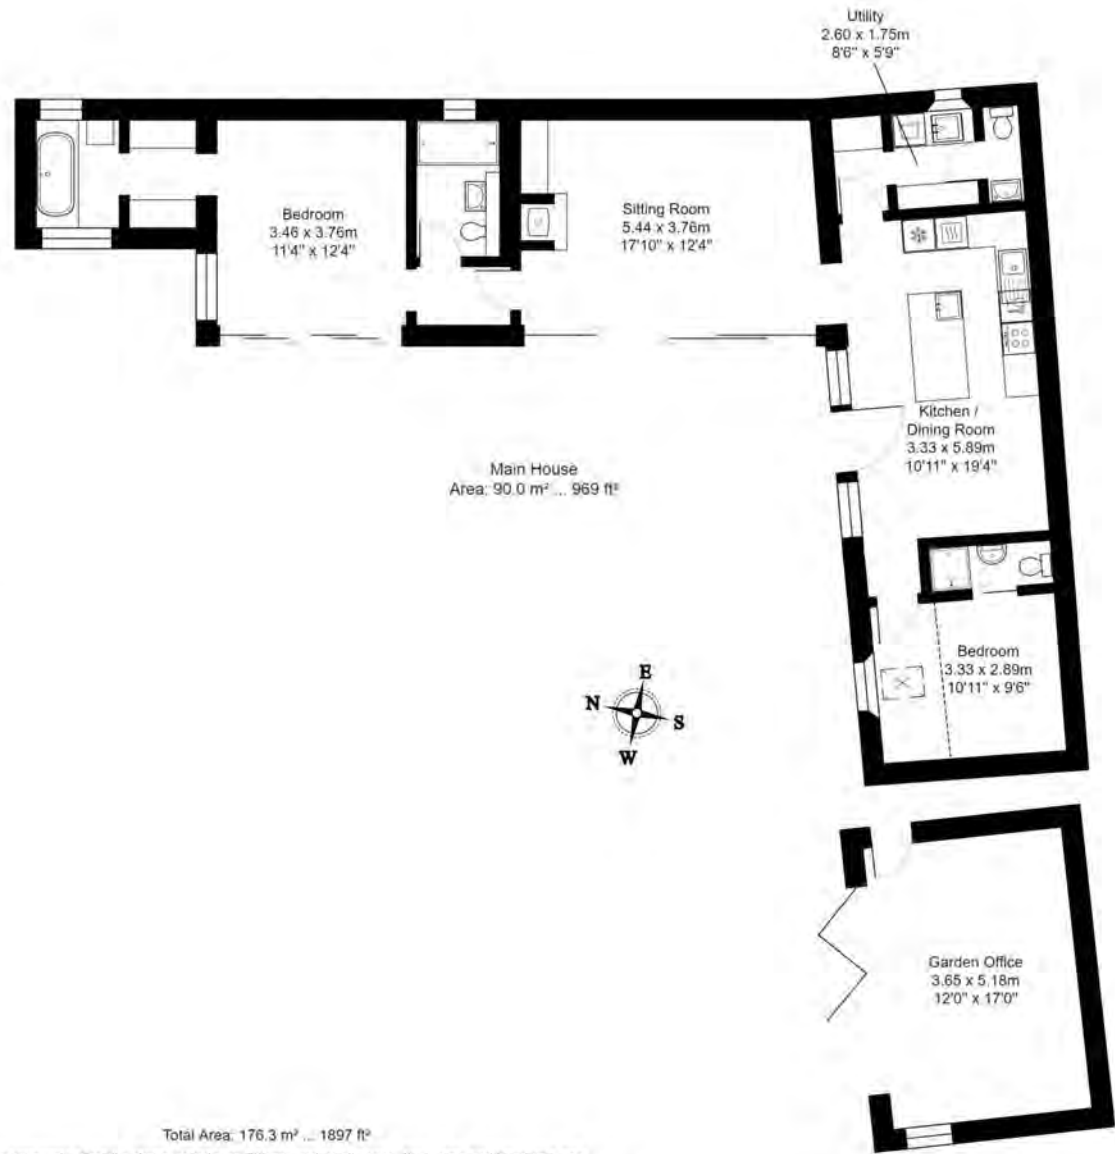 Utility
2.60 x 1.75m
8'6" x 5'9"
Bedroom
3.46 x 3.76m
11'4" x 12'4"
Sitting Room
5.44 x 3.76m
17'10" x 12'4"
Kitchen /
Dining Room
3.33 x 5.89m
10'11" x 19'4"
Main House
Area: 90.0 m² ... 969 ft²
Bedroom
3.33 x 2.89m
10'11" x 9'6"
E
N
S
W
Garden Office
3.65 x 5.18m
12'0" x 17'0"
Total Area: 176.3 m² ... 1897 ft²